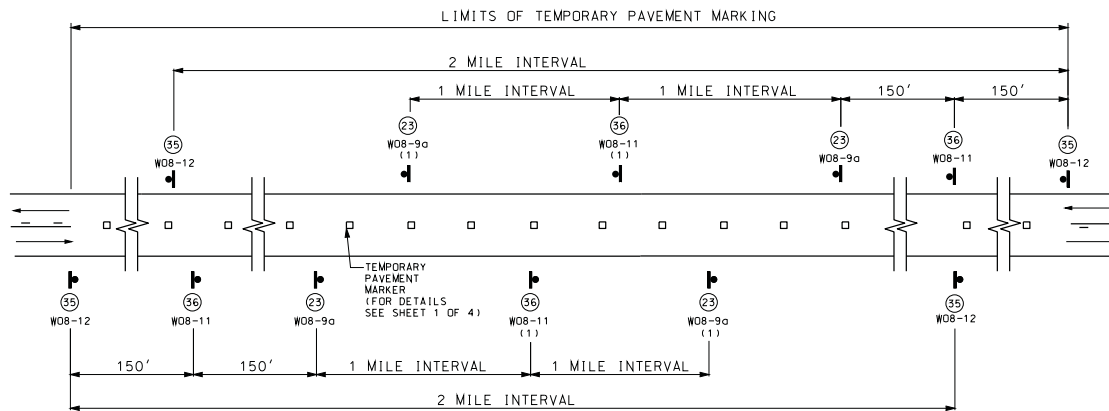 LIMITS OF TEMPORARY PAVEMENT MARKING
2 MILE INTERVAL
1 MILE INTERVAL 1 MILE INTERVAL 150' 150'
35 W08-12
23 W08-9a (1)
36 W08-11 (1)
23 W08-9a
36 W08-11
35 W08-12
TEMPORARY
PAVEMENT
MARKER
(FOR DETAILS
SEE SHEET 1 OF 4)
35 W08-12
36 W08-11
23 W08-9a
36 W08-11 (1)
23 W08-9a (1)
35 W08-12
150' 150' 1 MILE INTERVAL 1 MILE INTERVAL
2 MILE INTERVAL